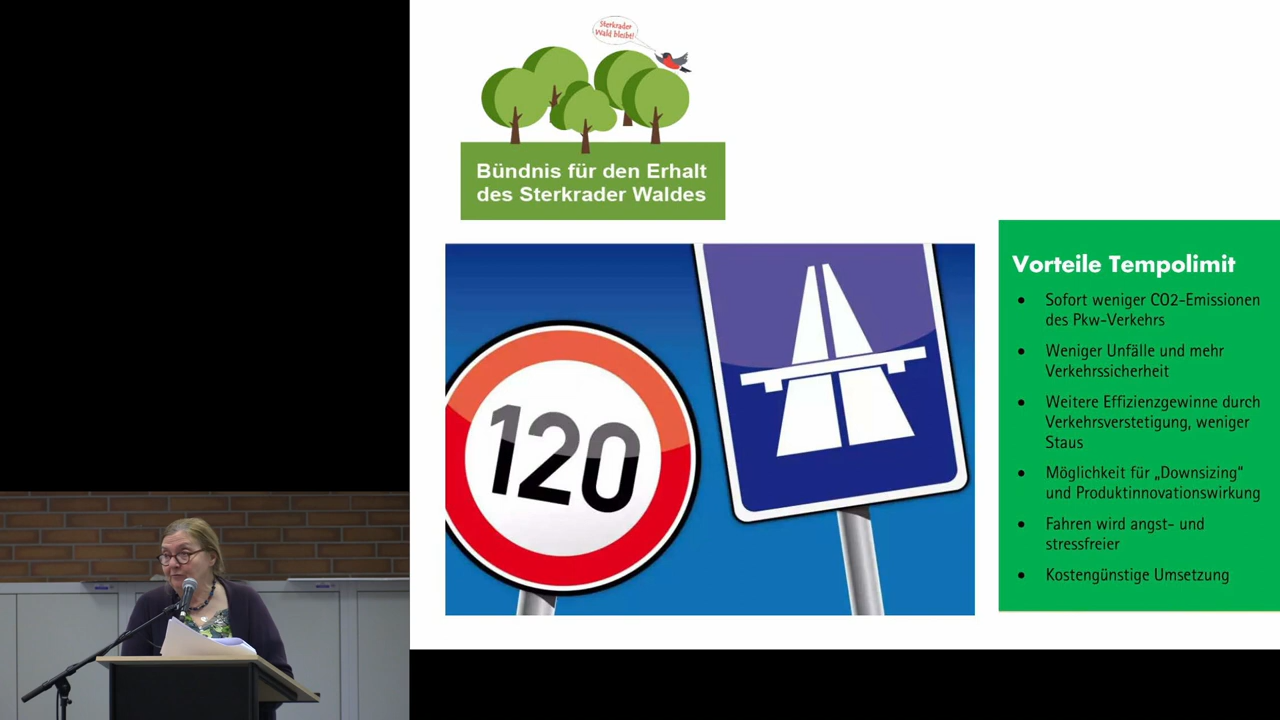 Sterkrader
Wald bleibt!
Bündnis für den Erhalt
des Sterkrader Waldes
120
Vorteile Tempolimit
• Sofort weniger CO2-Emissionen
des Pkw-Verkehrs
• Weniger Unfälle und mehr
Verkehrssicherheit
• Weitere Effizienzgewinne durch
Verkehrsverstetigung, weniger
Staus
• Möglichkeit für „Downsizing“
und Produktinnovationswirkung
• Fahren wird angst- und
stressfreier
• Kostengünstige Umsetzung